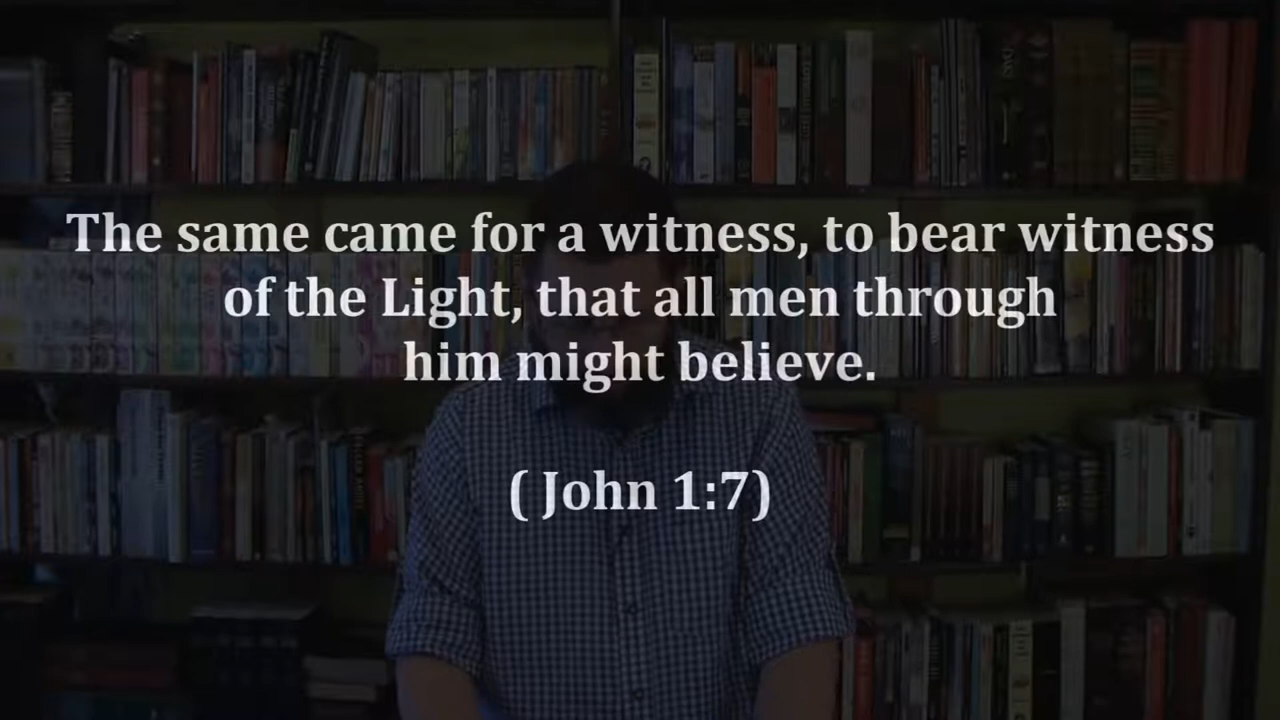 The same came for a witness, to bear witness
of the Light, that all men through
him might believe.
( John 1:7)